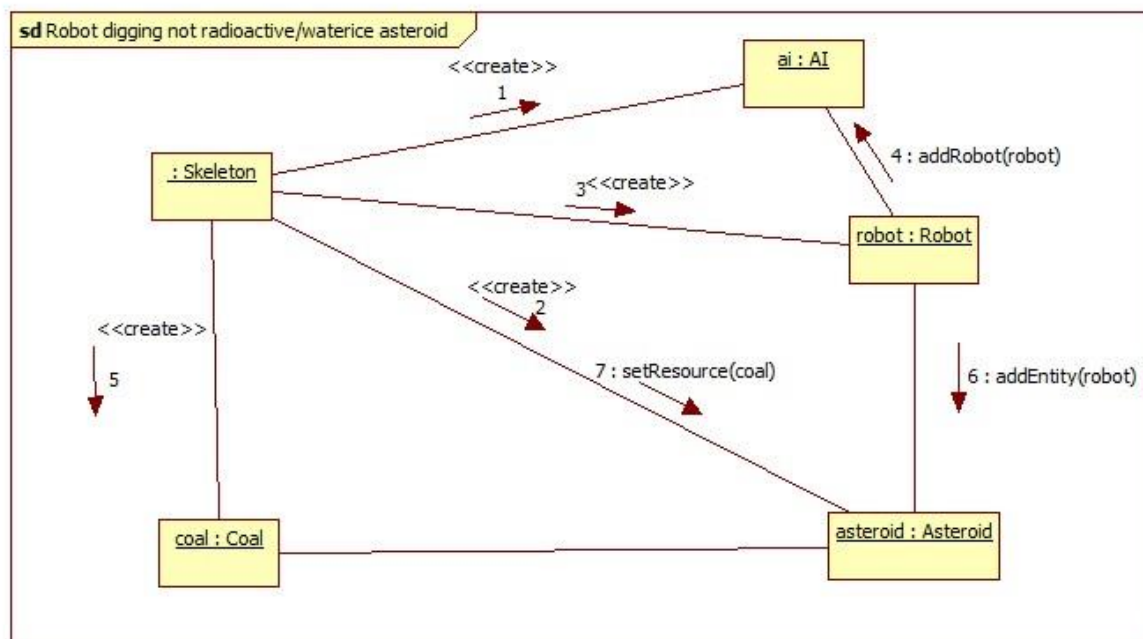 sd Robot digging not radioactive/waterice asteroid
<<create>>
1
ai : AI
4 : addRobot(robot)
: Skeleton
3
<<create>>
robot : Robot
<<create>>
2
<<create>>
5
7 : setResource(coal)
6 : addEntity(robot)
coal : Coal
asteroid : Asteroid